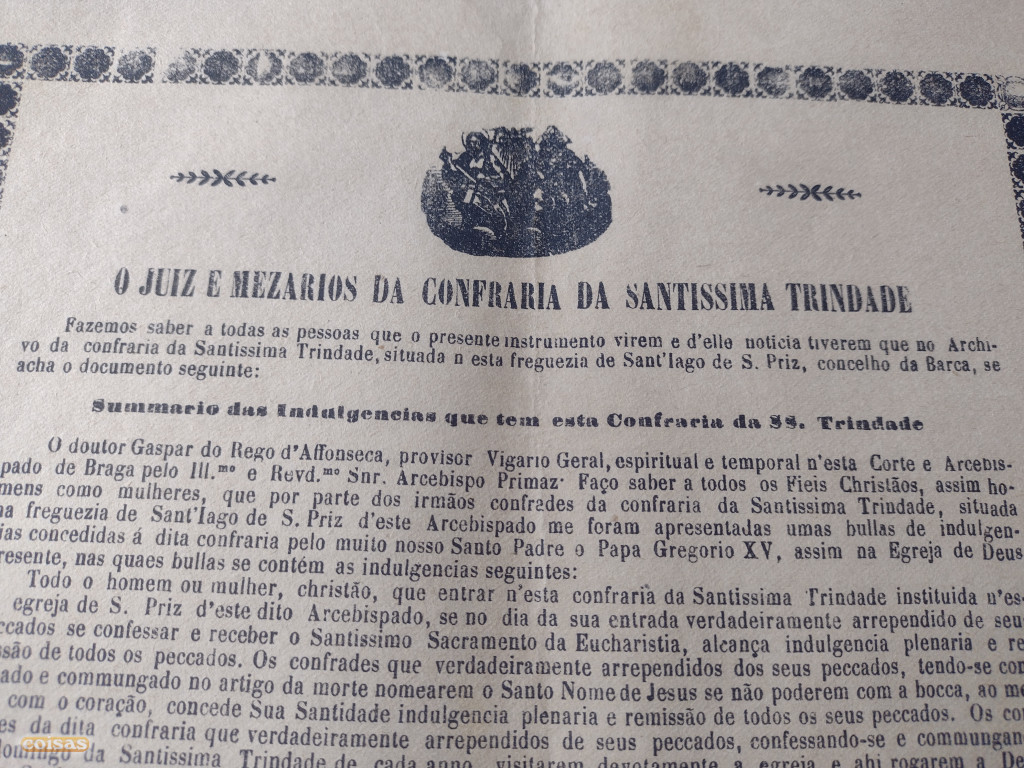 O JUIZ E MEZARIOS DA CONFRARIA DA SANTISSIMA TRINDADE
Fazemos saber a todas as pessoas que o presente instrumento virem e d'elle noticia tiverem que no Archi-
vo da confraria da Santissima Trindade, situada n esta freguezia de Sant'Iago de S. Priz, concelho da Barca, se
acha o documento seguinte:
Summario das Indulgencias que tem esta Confraria da SS. Trindade
O doutor Gaspar do Rego d'Affonseca, provisor Vigario Geral, espiritual e temporal n'esta Corte e Arcebis-
pado de Braga pelo Ill.mo e Revd.mo Snr. Arcebispo Primaz· Faço saber a todos os Fieis Christãos, assim ho-
mens como mulheres, que por parte dos irmãos confrades da confraria da Santissima Trindade, situada
na freguezia de Sant'Iago de S. Priz d'este Arcebispado me foram apresentadas umas bullas de indulgen-
ias concedidas á dita confraria pelo muito nosso Santo Padre o Papa Gregorio XV, assim na Egreja de Deus
resente, nas quaes bullas se contém as indulgencias seguintes:
Todo o homem ou mulher, christão, que entrar n'esta confraria da Santissima Trindade instituida n'es-
egreja de S. Priz d'este dito Arcebispado, se no dia da sua entrada verdadeiramente arrependido de seus
eccados se confessar e receber o Santissimo Sacramento da Eucharistia, alcança indulgencia plenaria e re
ssão de todos os peccados. Os confrades que verdadeiramente arrependidos dos seus peccados, tendo-se con
ado e commungado no artigo da morte nomearem o Santo Nome de Jesus se não poderem com a bocca, ao me
com o coração, concede Sua Santidade indulgencia plenaria e remissão de todos os seus peccados. Os con
es da dita confraria que verdadeiramente arrependidos de seus peccados, confessando-se e commungan
domingo da Santissima Trindade de cada anno, visitarem devotamente a egreja e ahi rogarem a De
coisas